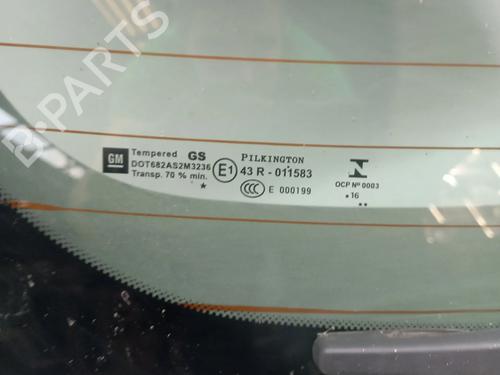 B-PARTS
GM
Tempered GS
DOT682AS2M3236
Transp. 70 % min.
PILKINGTON
E1 43 R - 011583
CCC E 000199
N
OCP Nº 0003
.16 ..